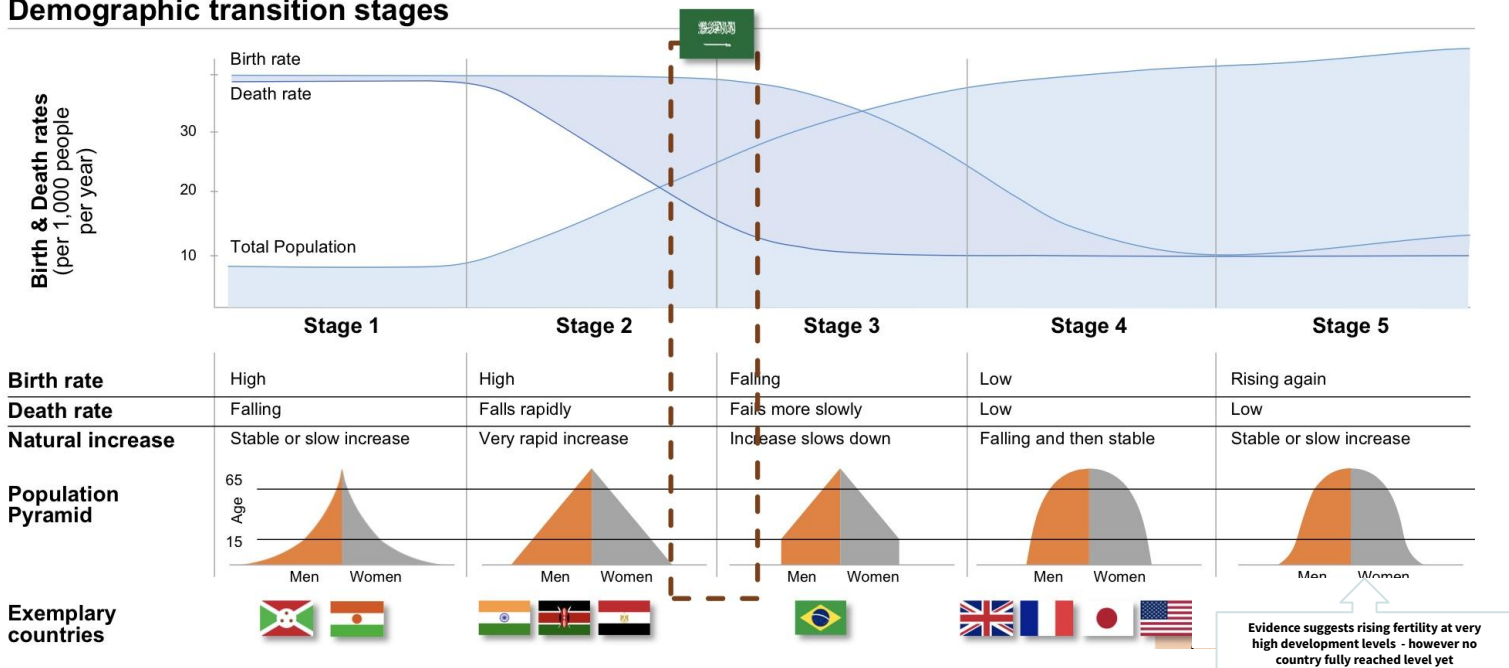 Demographic transition stages
Birth rate
Death rate
30
20
10
Total Population
Birth & Death rates
(per 1,000 people
per year)
Stage 1 Stage 2 Stage 3 Stage 4 Stage 5
Birth rate High High Falling Low Rising again
Death rate Falling Falls rapidly Falls more slowly Low Low
Natural increase Stable or slow increase Very rapid increase Increase slows down Falling and then stable Stable or slow increase
Population
Pyramid
65
Age
15
Men Women Men Women Men Women Men Women Men Women
Exemplary
countries
Evidence suggests rising fertility at very
high development levels - however no
country fully reached level yet